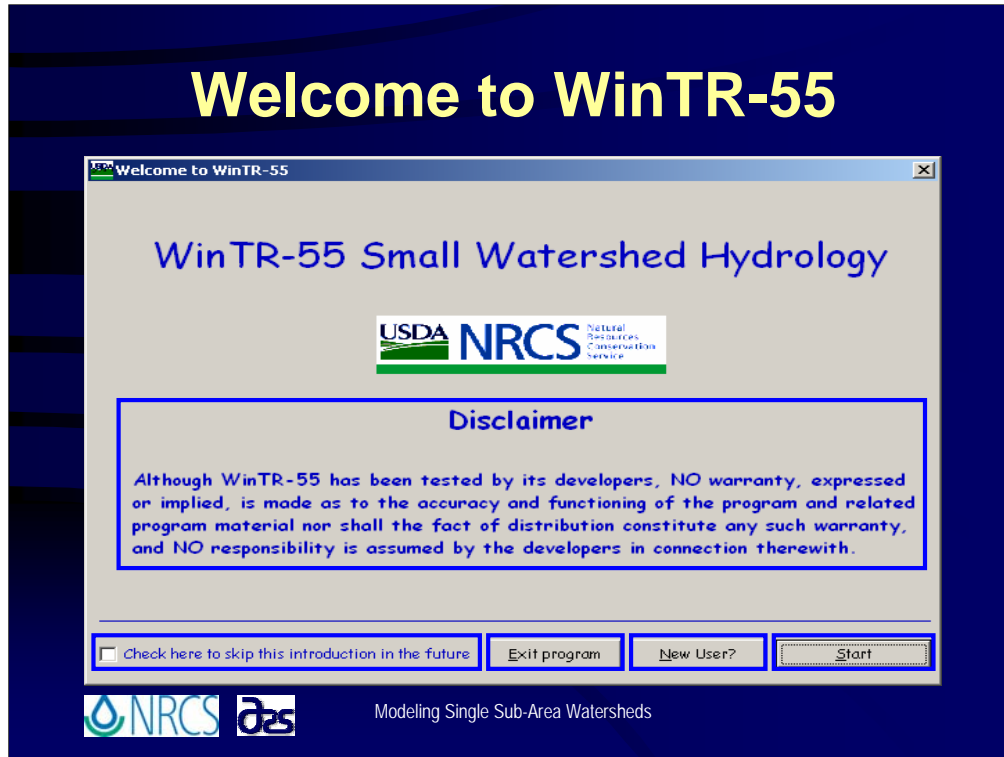 Welcome to WinTR-55
Welcome to WinTR-55
WinTR-55 Small Watershed Hydrology
USDA NRCS Natural
Resources
Conservation
Service
Disclaimer
Although WinTR-55 has been tested by its developers, NO warranty, expressed
or implied, is made as to the accuracy and functioning of the program and related
program material nor shall the fact of distribution constitute any such warranty,
and NO responsibility is assumed by the developers in connection therewith.
Check here to skip this introduction in the future Exit program New User? Start
NRCS Modeling Single Sub-Area Watersheds